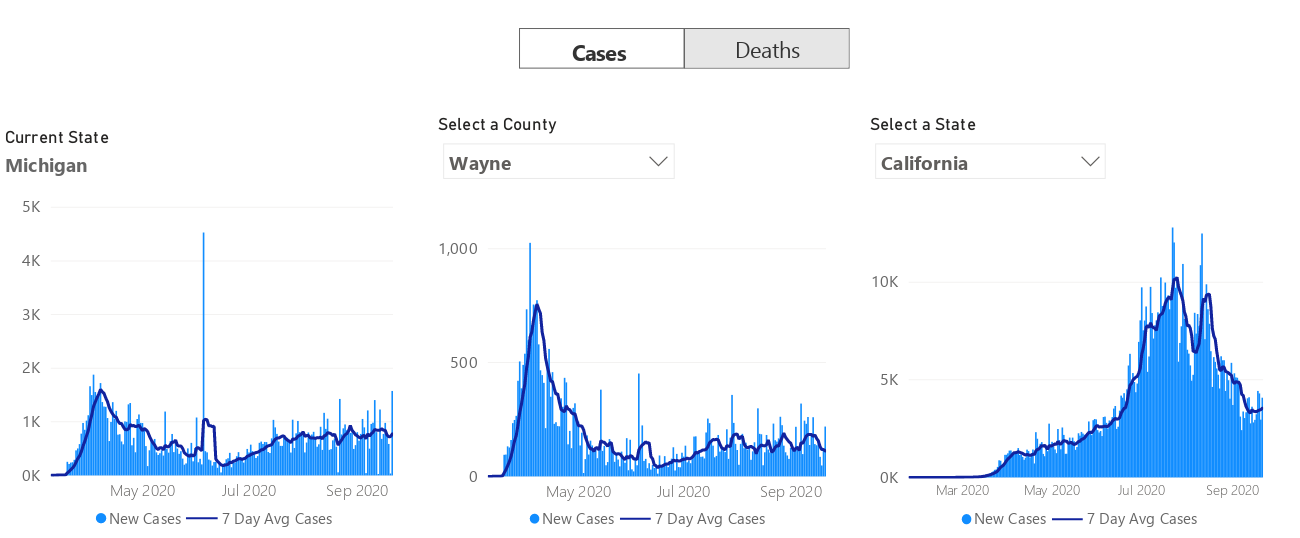 Cases Deaths
Current State
Michigan
5K
4K
3K
2K
1K
0K
May 2020 Jul 2020 Sep 2020
New Cases 7 Day Avg Cases
Select a County
Wayne
1,000
500
0
May 2020 Jul 2020 Sep 2020
New Cases 7 Day Avg Cases
Select a State
California
10K
5K
0K
Mar 2020 May 2020 Jul 2020 Sep 2020
New Cases 7 Day Avg Cases